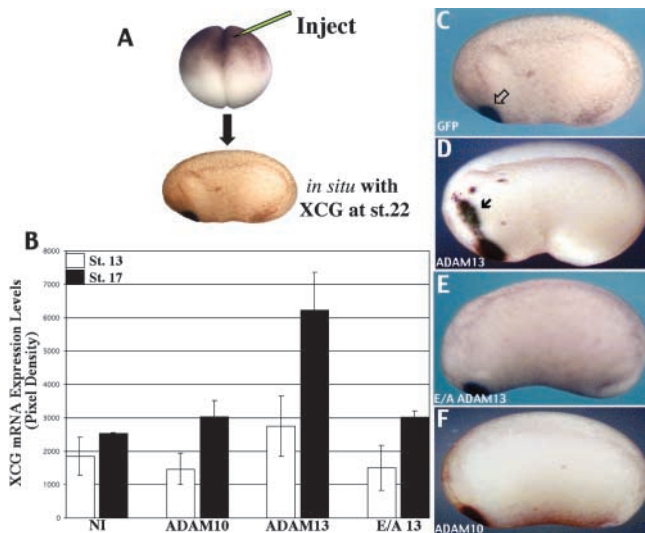 A
Inject
in situ with
XCG at st.22
B
St. 13
St. 17
XCG mRNA Expression Levels
(Pixel Density)
8000
7000
6000
5000
4000
3000
2000
1000
0
NI
ADAM10
ADAM13
E/A 13
C
GFP
D
ADAM13
E
E/A ADAM13
F
ADAM10